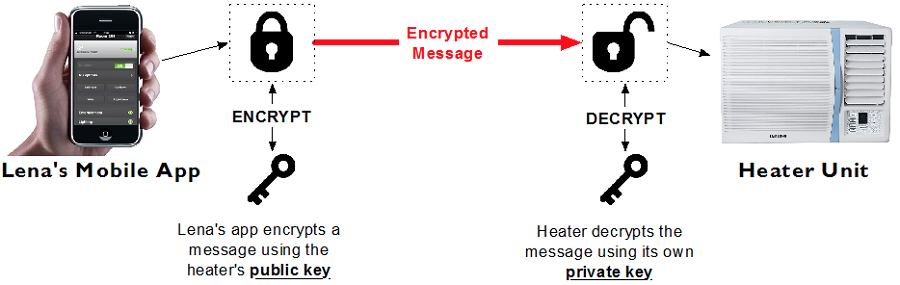 Encrypted
Message
ENCRYPT
DECRYPT
Lena's Mobile App
Heater Unit
Lena's app encrypts a
message using the
heater's public key
Heater decrypts the
message using its own
private key